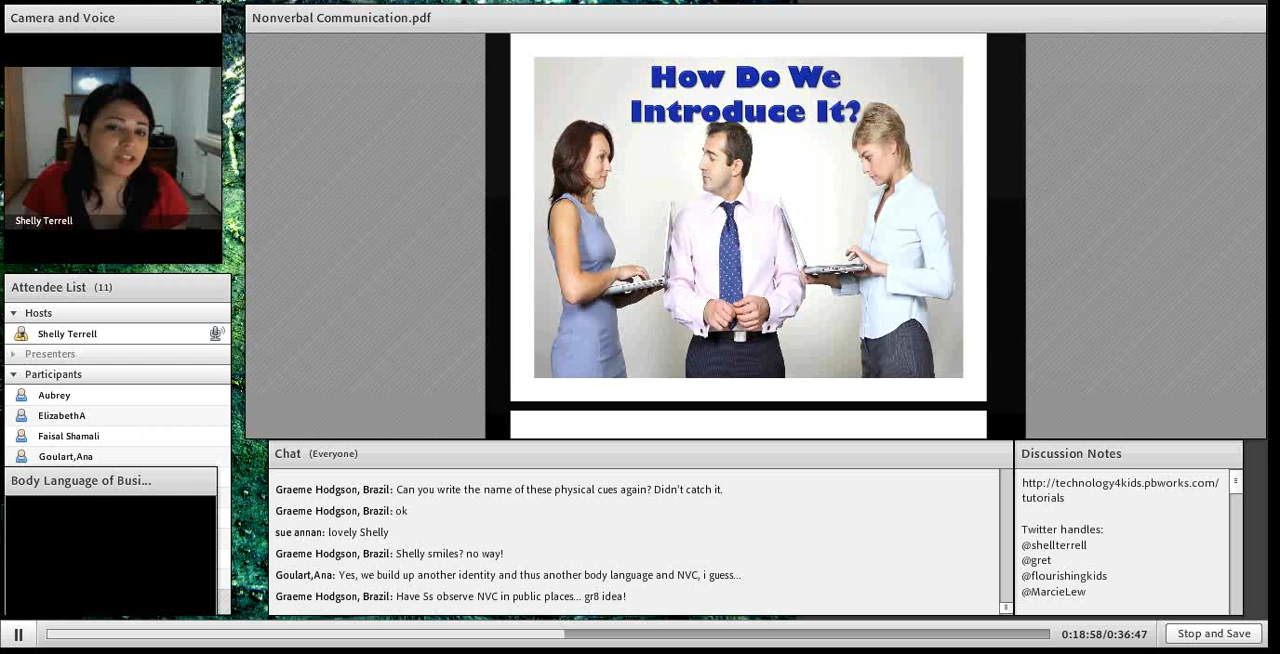 Camera and Voice
Shelly Terrell
Attendee List (11)
Hosts
Shelly Terrell
Presenters
Participants
Aubrey
ElizabethA
Faisal Shamali
Goulart,Ana
Body Language of Busi...
Nonverbal Communication.pdf
How Do We
Introduce It?
Chat (Everyone)
Graeme Hodgson, Brazil: Can you write the name of these physical cues again? Didn't catch it.
Graeme Hodgson, Brazil: ok
sue annan: lovely Shelly
Graeme Hodgson, Brazil: Shelly smiles? no way!
Goulart,Ana: Yes, we build up another identity and thus another body language and NVC, i guess...
Graeme Hodgson, Brazil: Have Ss observe NVC in public places... gr8 idea!
Discussion Notes
http://technology4kids.pbworks.com/
tutorials
Twitter handles:
@shellterrell
@gret
@flourishingkids
@MarcieLew
0:18:58/0:36:47
Stop and Save